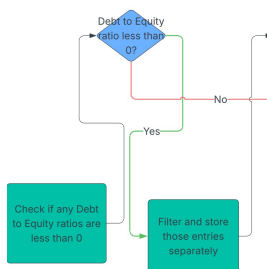 Debt to Equity
ratio less than
0?
No
Yes
Check if any Debt
to Equity ratios are
less than 0
Filter and store
those entries
separately